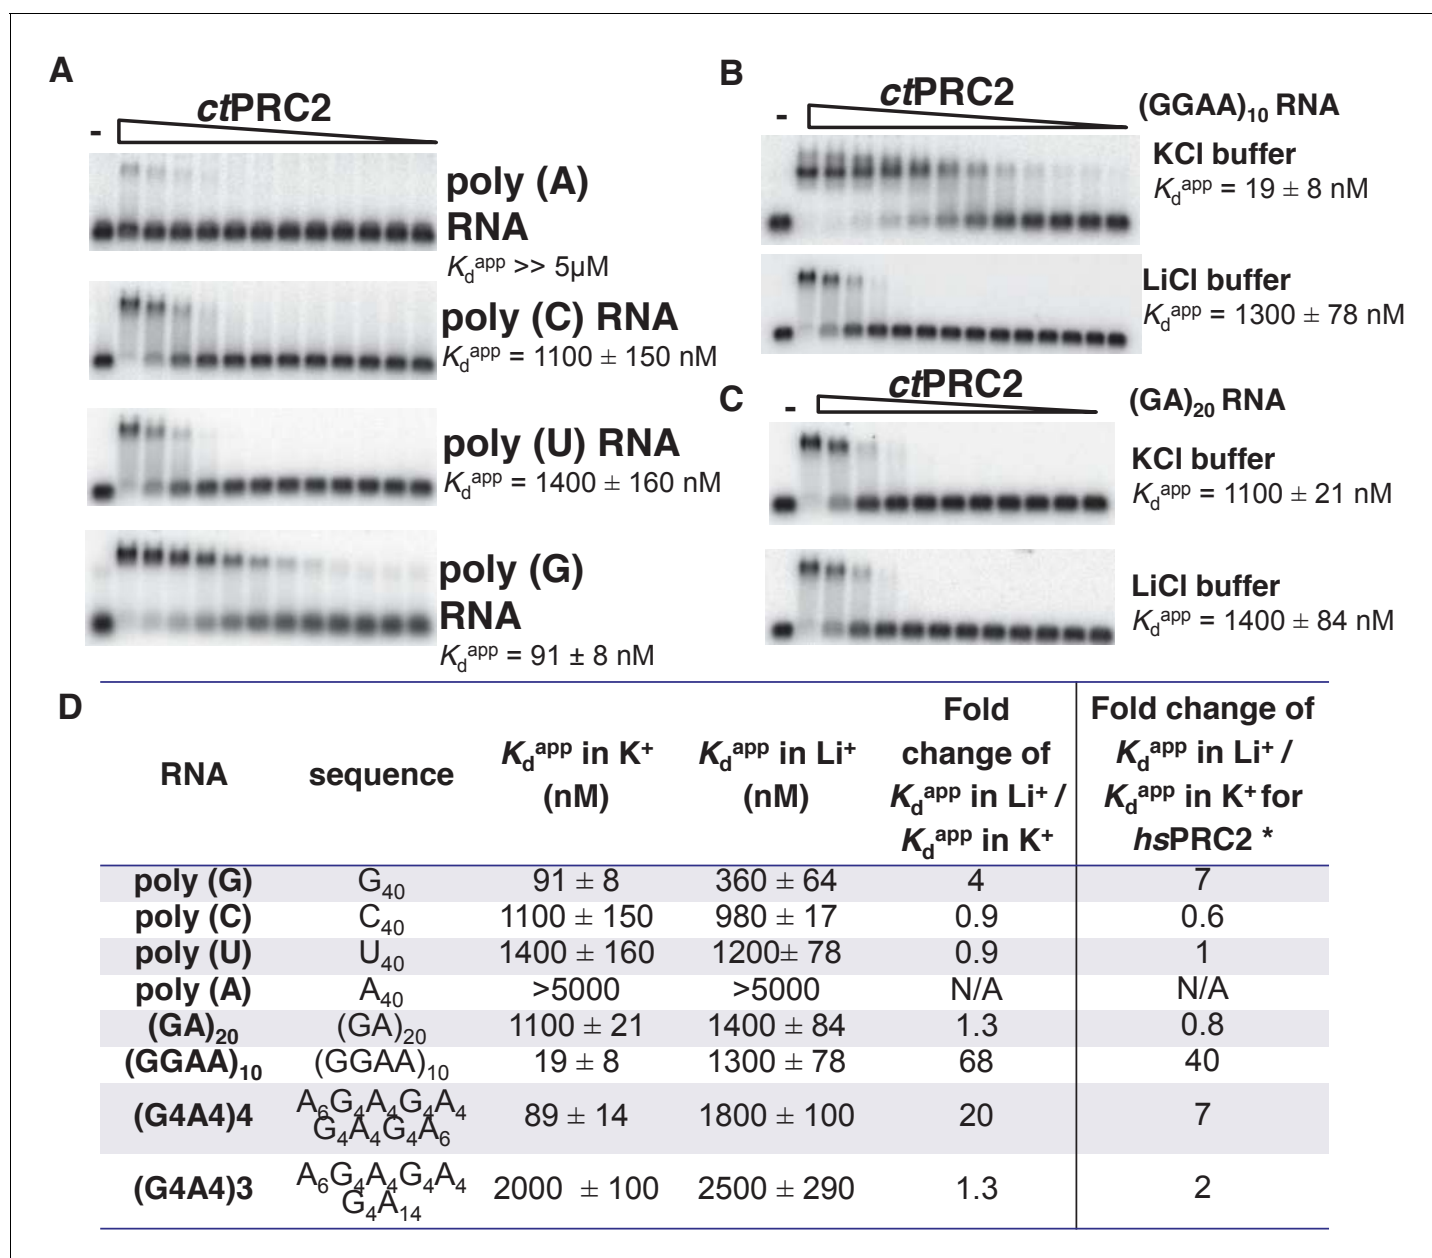 A
ctPRC2
-
poly (A)
RNA
Kdapp >> 5µM
poly (C) RNA
Kdapp = 1100 ± 150 nM
poly (U) RNA
Kdapp = 1400 ± 160 nM
poly (G)
RNA
Kdapp = 91 ± 8 nM
B
ctPRC2
-
(GGAA)10 RNA
KCl buffer
Kdapp = 19 ± 8 nM
LiCl buffer
Kdapp = 1300 ± 78 nM
C
ctPRC2
-
(GA)20 RNA
KCl buffer
Kdapp = 1100 ± 21 nM
LiCl buffer
Kdapp = 1400 ± 84 nM
D
RNA
sequence
Kdapp in K+
(nM)
Kdapp in Li+
(nM)
Fold
change of
Kdapp in Li+ /
Kdapp in K+
Fold change of
Kdapp in Li+ /
Kdapp in K+ for
hsPRC2 *
poly (G) G40 91 ± 8 360 ± 64 4 7
poly (C) C40 1100 ± 150 980 ± 17 0.9 0.6
poly (U) U40 1400 ± 160 1200± 78 0.9 1
poly (A) A40 >5000 >5000 N/A N/A
(GA)20 (GA)20 1100 ± 21 1400 ± 84 1.3 0.8
(GGAA)10 (GGAA)10 19 ± 8 1300 ± 78 68 40
(G4A4)4 A6G4A4G4A4
G4A4G4A6 89 ± 14 1800 ± 100 20 7
(G4A4)3 A6G4A4G4A4
G4A14 2000 ± 100 2500 ± 290 1.3 2